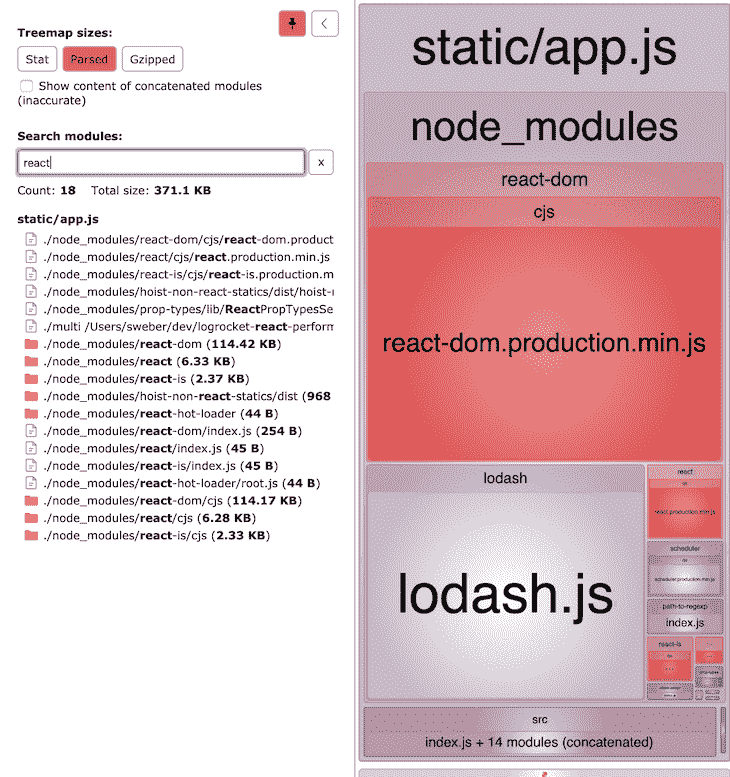 Treemap sizes:
<
Stat
Parsed
Gzipped
Show content of concatenated modules
(inaccurate)
Search modules:
react
x
Count: 18 Total size: 371.1 KB
static/app.js
./node_modules/react-dom/cjs/react-dom.product
./node_modules/react/cjs/react.production.min.js
./node_modules/react-is/cjs/react-is.production.m
./node_modules/hoist-non-react-statics/dist/hoist-
./node_modules/prop-types/lib/ReactPropTypesSe
./multi /Users/sweber/dev/logrocket-react-perform
./node_modules/react-dom (114.42 KB)
./node_modules/react (6.33 KB)
./node_modules/react-is (2.37 KB)
./node_modules/hoist-non-react-statics/dist (968
./node_modules/react-hot-loader (44 B)
./node_modules/react-dom/index.js (254 B)
./node_modules/react/index.js (45 B)
./node_modules/react-is/index.js (45 B)
./node_modules/react-hot-loader/root.js (44 B)
./node_modules/react-dom/cjs (114.17 KB)
./node_modules/react/cjs (6.28 KB)
./node_modules/react-is/cjs (2.33 KB)
static/app.js
node_modules
react-dom
cjs
react-dom.production.min.js
lodash
lodash.js
react
react.production.min.js
scheduler
scheduler.production.min.js
path-to-regexp
index.js
react-is
src
index.js + 14 modules (concatenated)